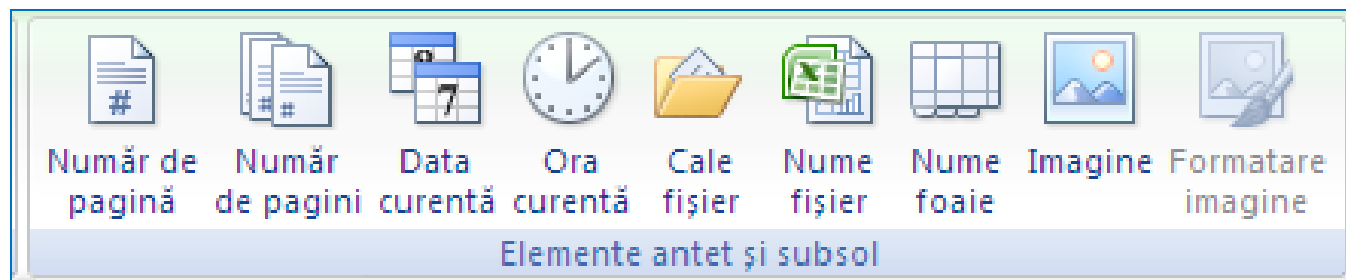 Număr de pagină
Număr de pagini
Data curentă
Ora curentă
Cale fișier
Nume fișier
Nume foaie
Imagine
Formatare imagine
Elemente antet și subsol